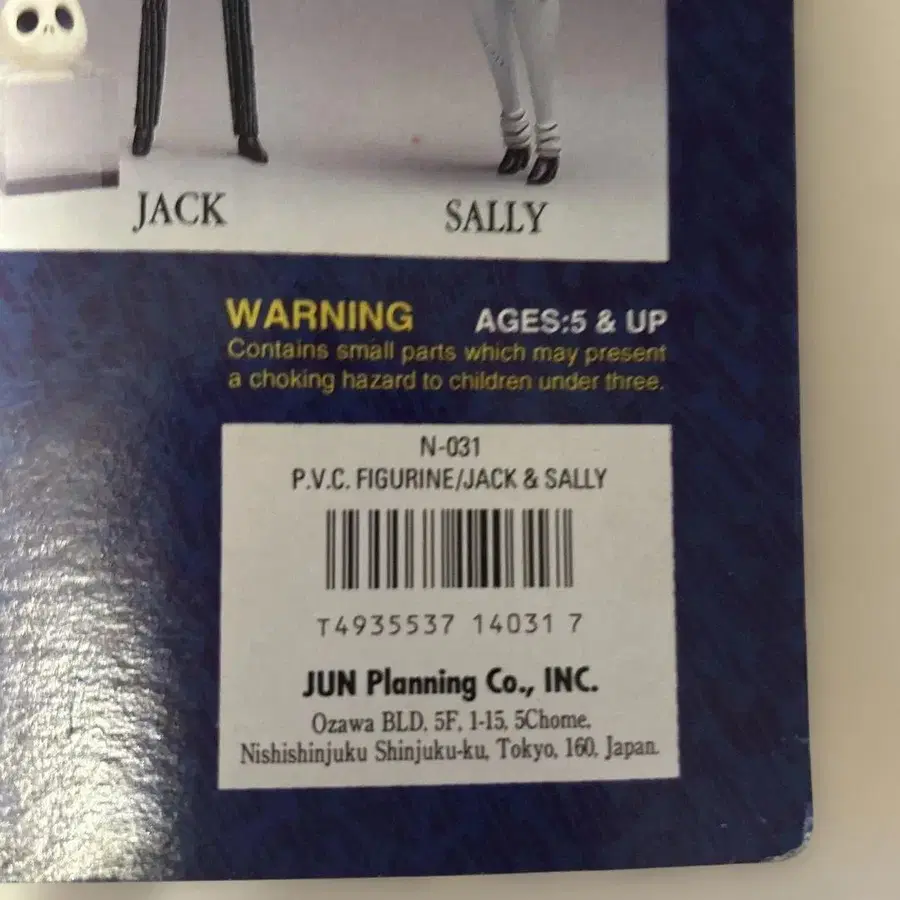 JACK
SALLY
WARNING AGES:5 & UP
Contains small parts which may present
a choking hazard to children under three.
N-031
P.V.C. FIGURINE/JACK & SALLY
T4935537 14031 7
JUN Planning Co., INC.
Ozawa BLD. 5F, 1-15, 5Chome,
Nishishinjuku Shinjuku-ku, Tokyo, 160, Japan.